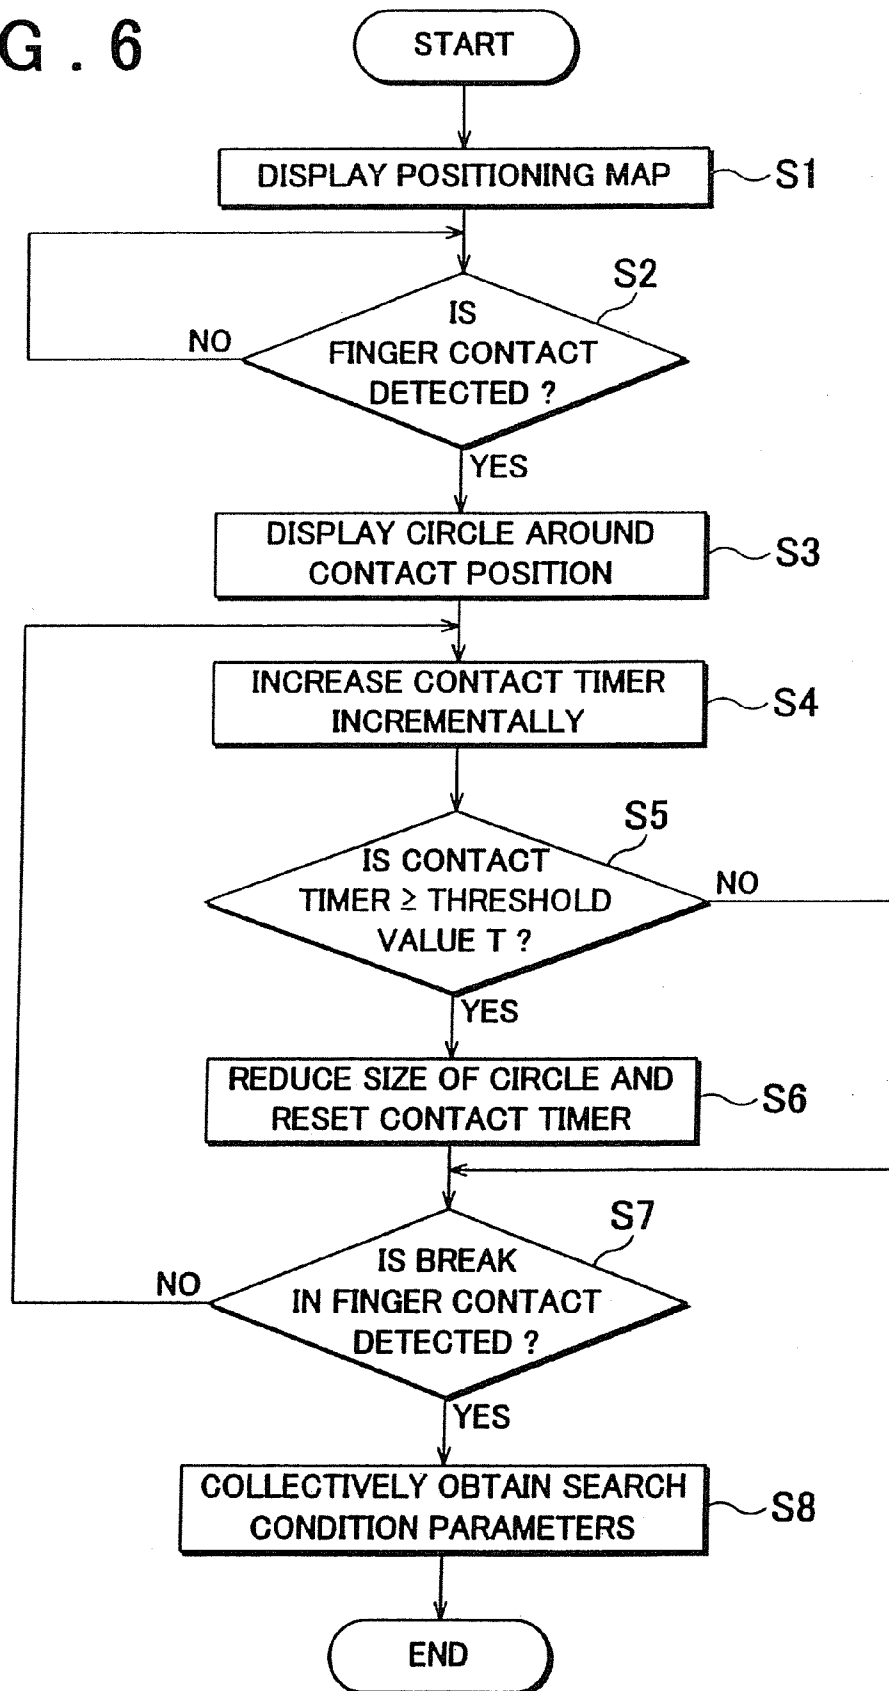 G . 6
START
DISPLAY POSITIONING MAP
S1
S2
IS
FINGER CONTACT
DETECTED ?
NO
YES
DISPLAY CIRCLE AROUND
CONTACT POSITION
S3
INCREASE CONTACT TIMER
INCREMENTALLY
S4
S5
IS CONTACT
TIMER ≥ THRESHOLD
VALUE T ?
NO
YES
REDUCE SIZE OF CIRCLE AND
RESET CONTACT TIMER
S6
S7
IS BREAK
IN FINGER CONTACT
DETECTED ?
NO
YES
COLLECTIVELY OBTAIN SEARCH
CONDITION PARAMETERS
S8
END